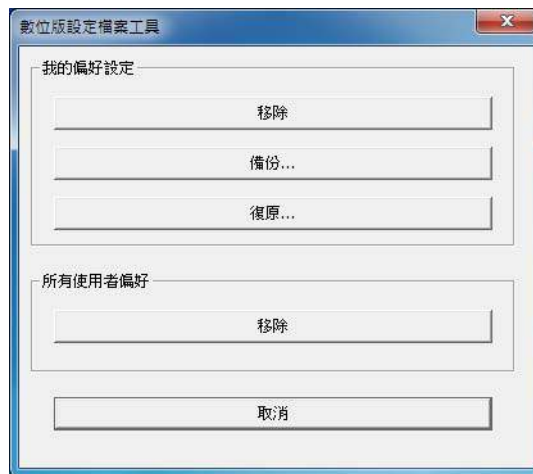 數位版設定檔案工具
我的偏好設定
移除
備份...
復原...
所有使用者偏好
移除
取消